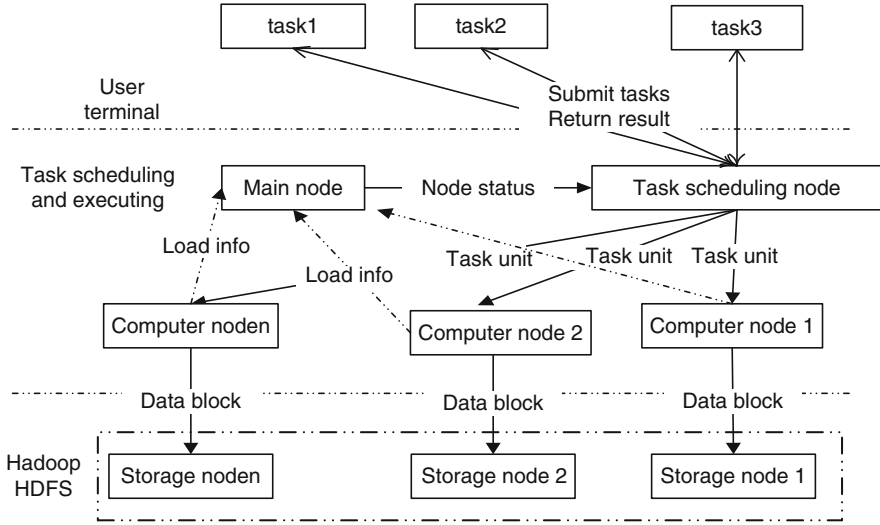 task1
task2
task3
User
terminal
Submit tasks
Return result
Task scheduling
and executing
Main node
Node status
Task scheduling node
Load info
Load info
Task unit
Task unit
Task unit
Computer noden
Computer node 2
Computer node 1
Data block
Data block
Data block
Hadoop
HDFS
Storage noden
Storage node 2
Storage node 1